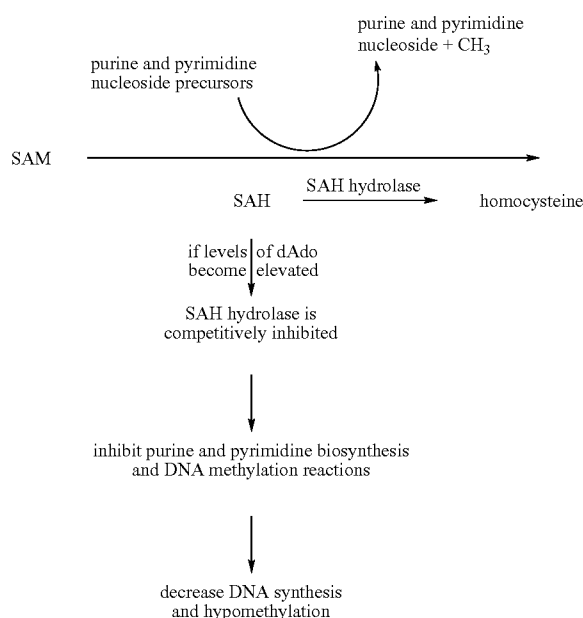 purine and pyrimidine
nucleoside + CH3
purine and pyrimidine
nucleoside precursors
SAM
SAH hydrolase
SAH
homocysteine
if levels of dAdo
become elevated
SAH hydrolase is
competitively inhibited
inhibit purine and pyrimidine biosynthesis
and DNA methylation reactions
decrease DNA synthesis
and hypomethylation